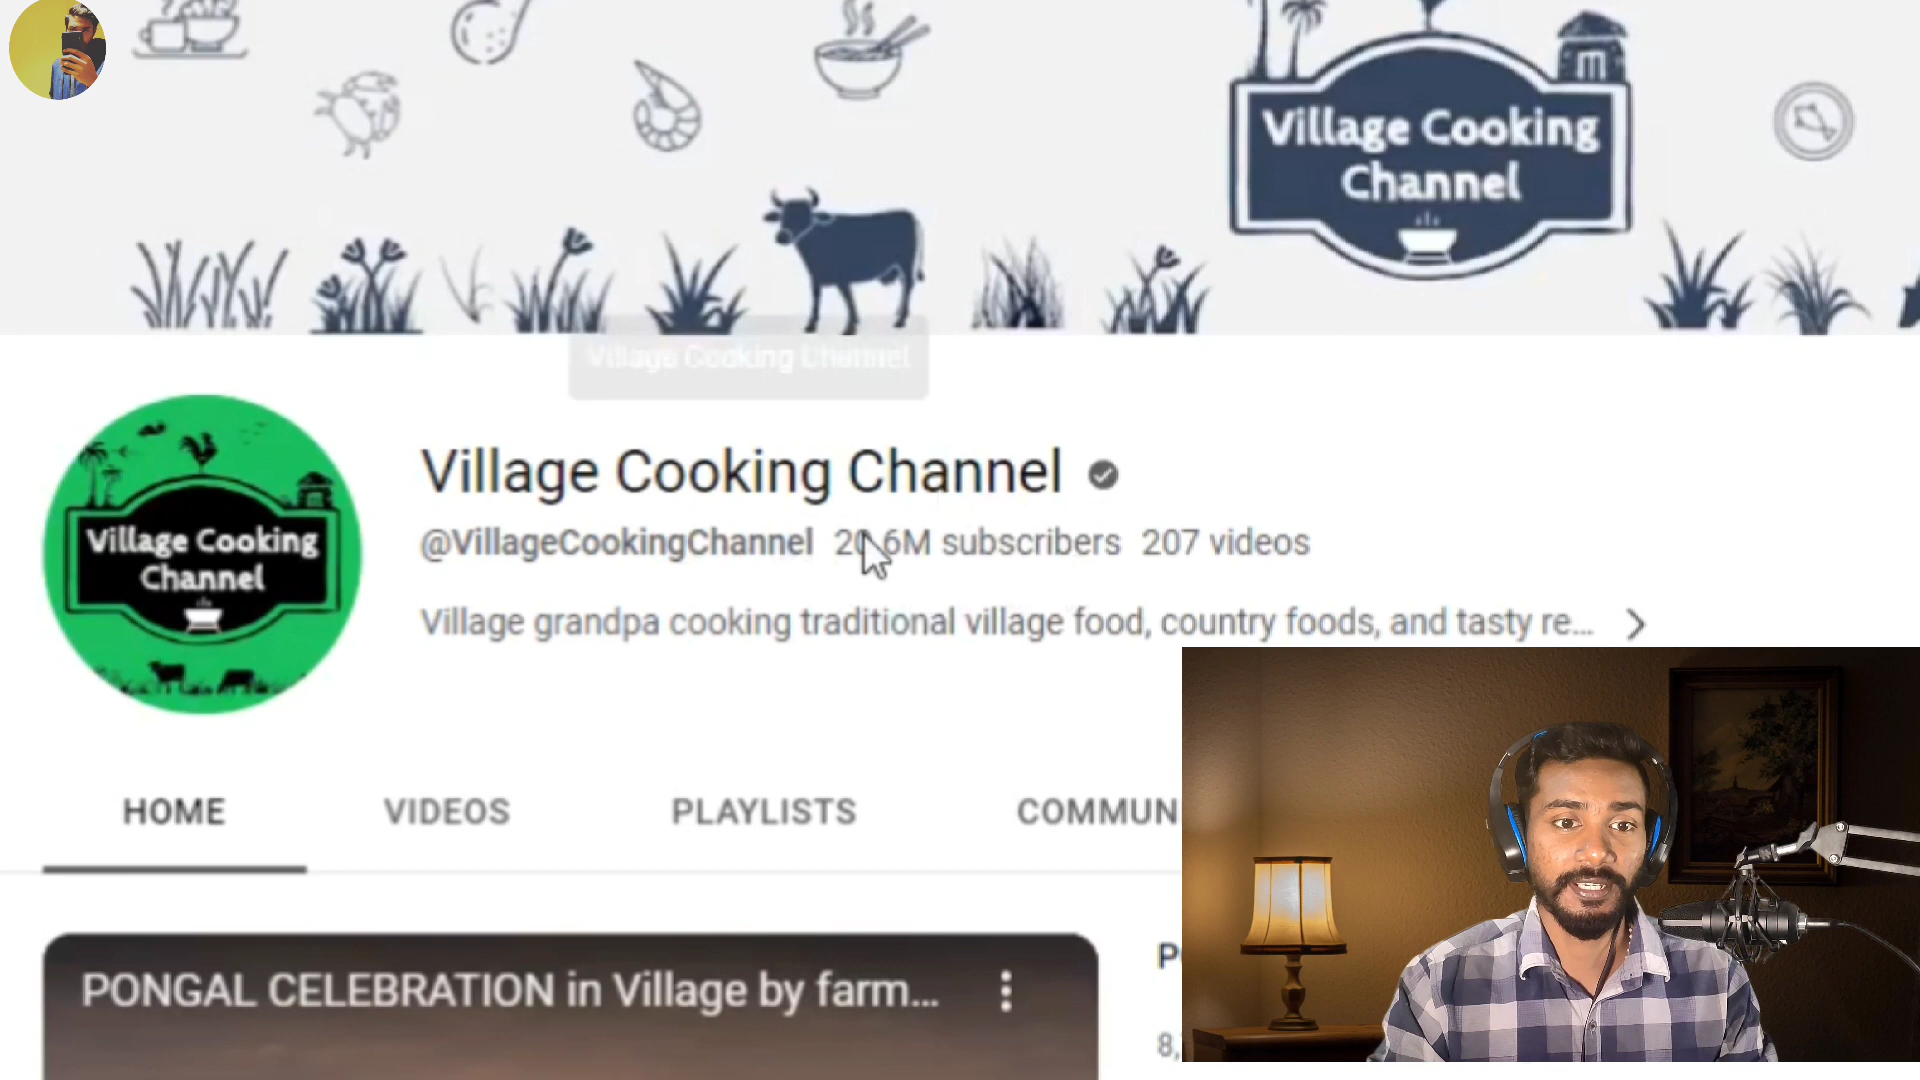 Village Cooking
Channel
Village Cooking Channel
Village Cooking Channel
@VillageCookingChannel 20.6M subscribers 207 videos
Village grandpa cooking traditional village food, country foods, and tasty re...
Village Cooking
Channel
HOME VIDEOS PLAYLISTS COMMUN
PONGAL CELEBRATION in Village by farm...
P
8,